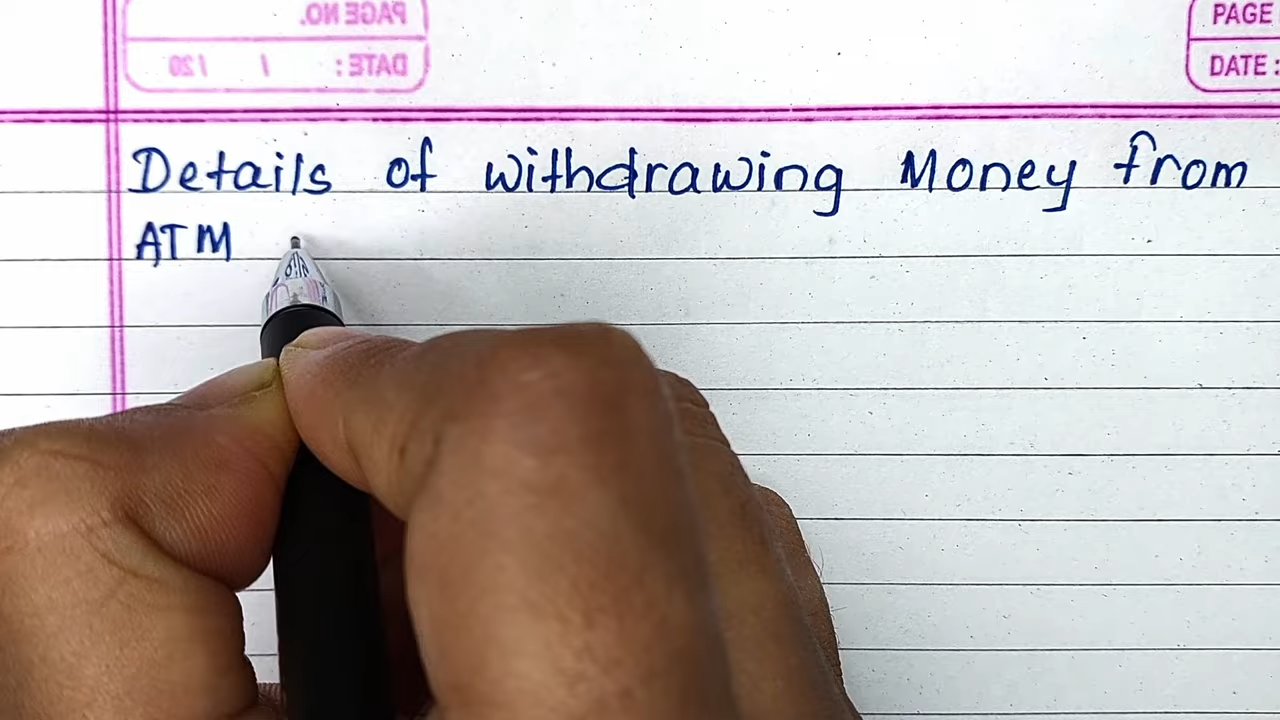 PAGE NO.
DATE: / /20
PAGE
DATE:
Details of withdrawing Money from
ATM